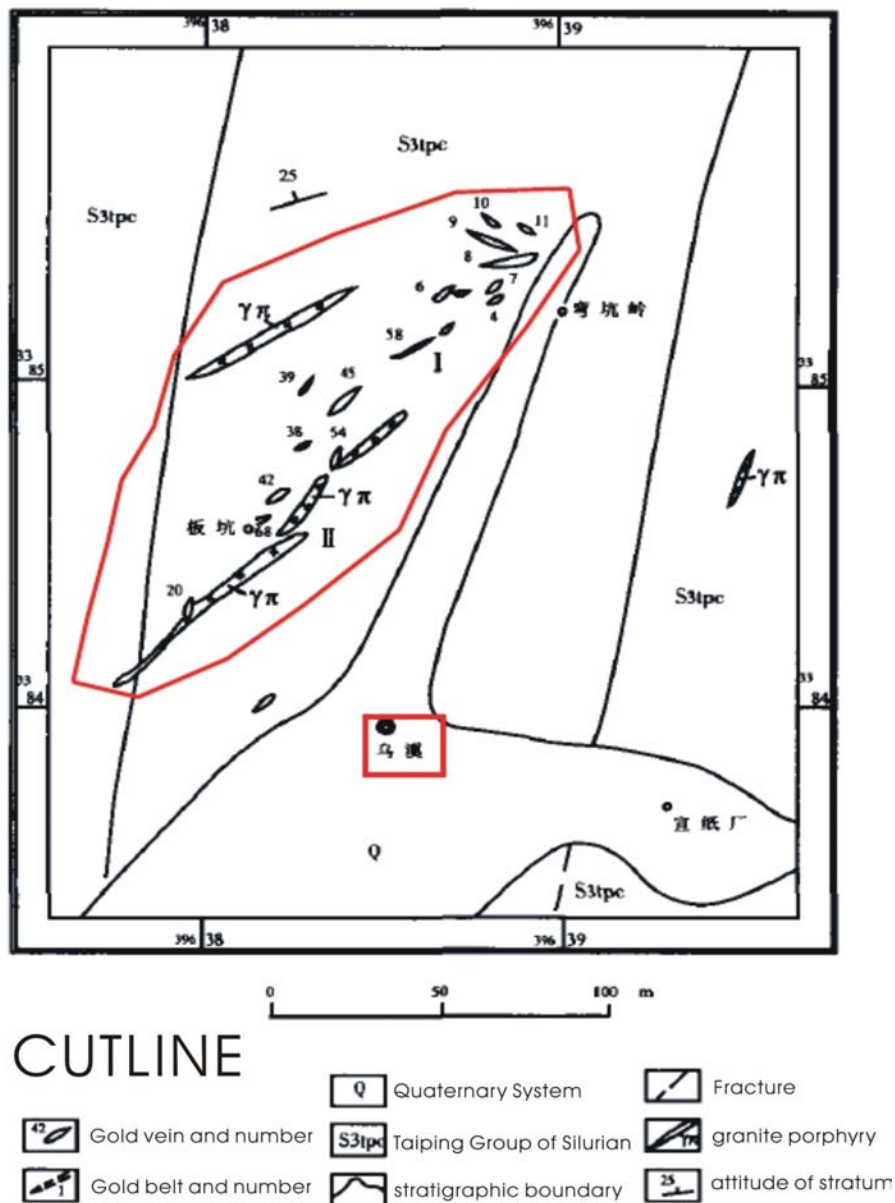 396 38
396 39
S3tpc
25
S3tpc
10
9
11
8
γπ
7
6
4
弯坑岭
58
I
33
85
85
39
45
38
54
42
γπ
γπ
板坑
68
II
20
γπ
S3tpc
33
84
33
84
乌溪
宣纸厂
Q
S3tpc
396 38
396 39
0 50 100 m
CUTLINE
Q Quaternary System
Fracture
42 Gold vein and number
S3tpc Taiping Group of Silurian
γπ granite porphyry
1 Gold belt and number
stratigraphic boundary
25 attitude of stratum